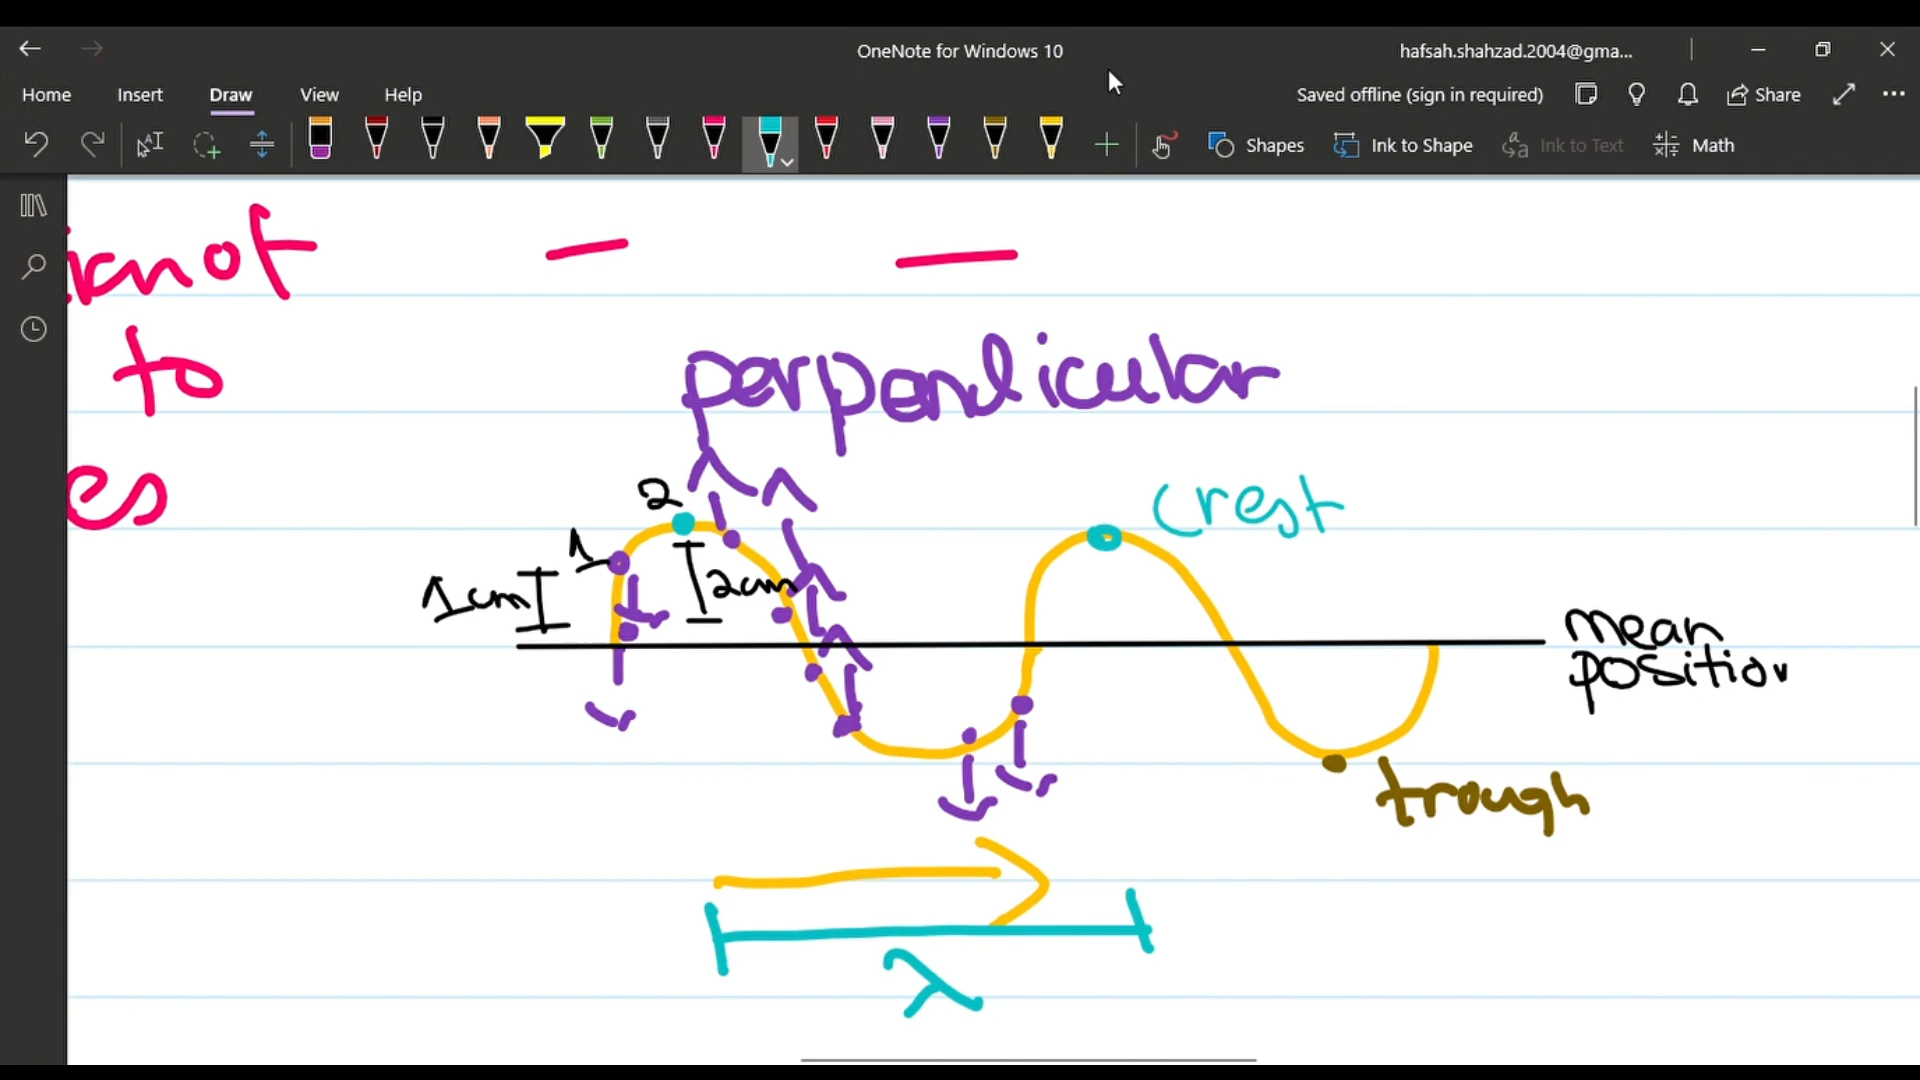 OneNote for Windows 10
hafsah.shahzad.2004@gma...
Home Insert Draw View Help
Saved offline (sign in required) Share
Shapes Ink to Shape Ink to Text Math
not
to
es
perpendicular
2
crest
1
1cm
2cm
mean
position
trough
λ